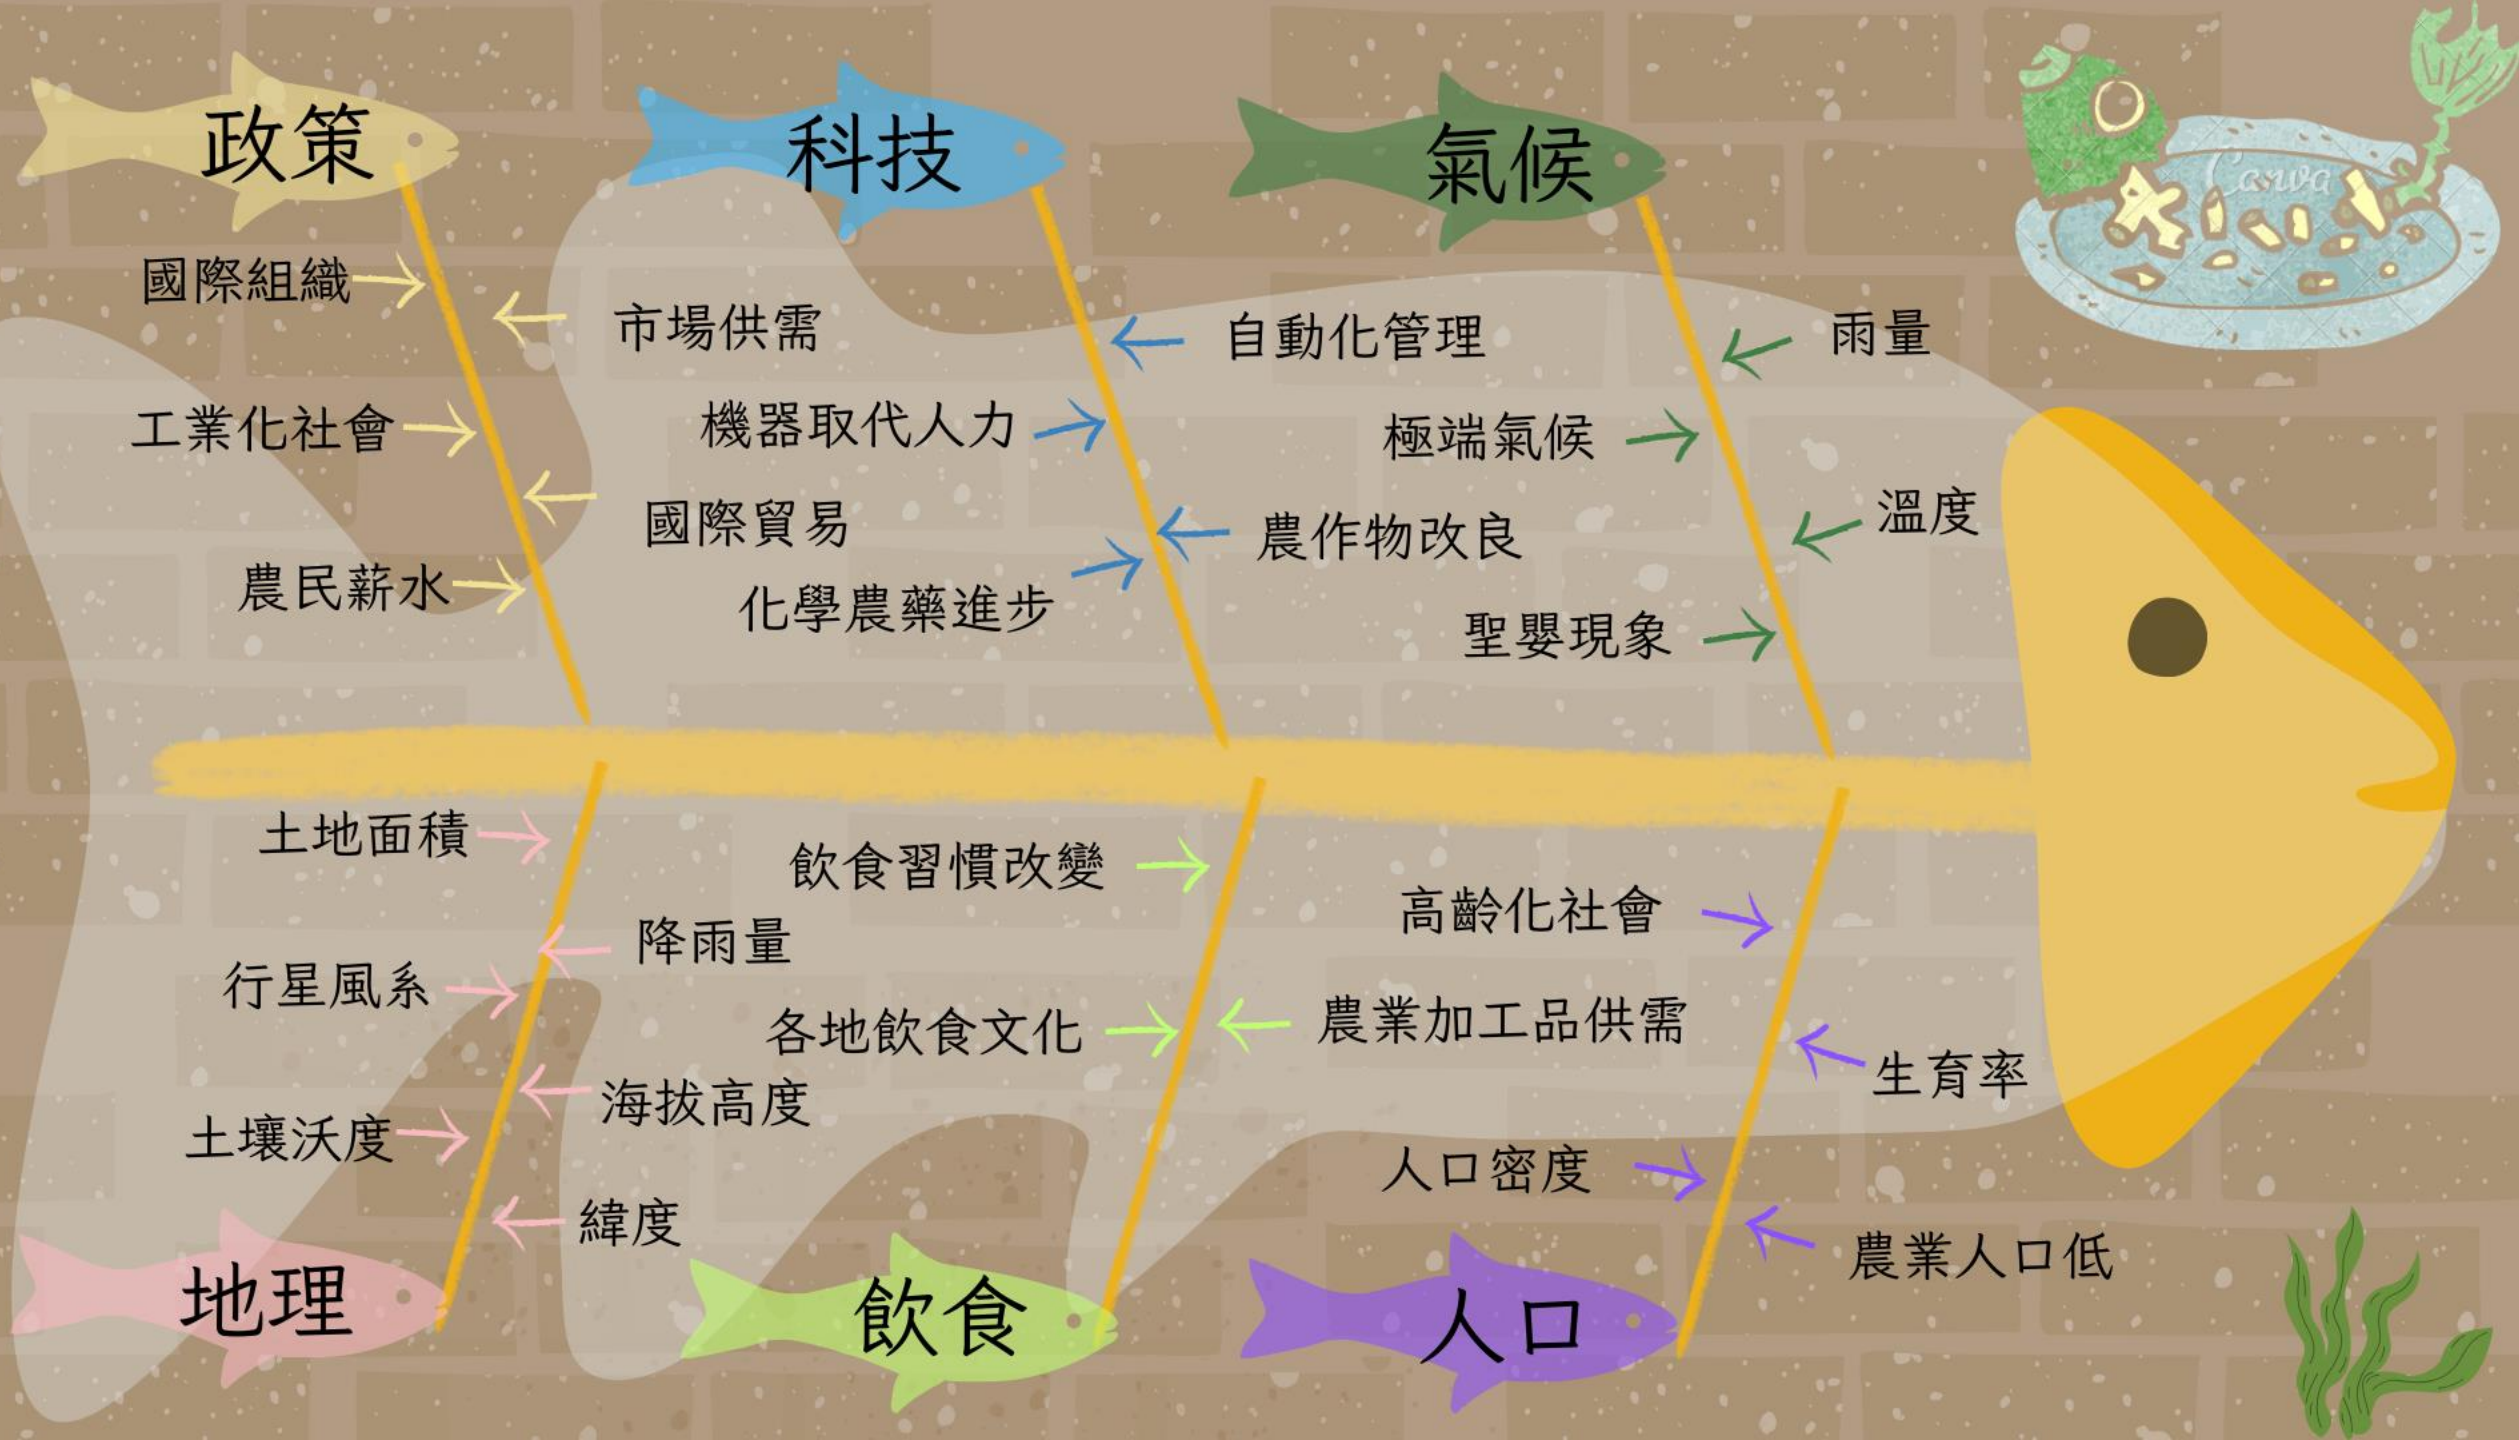 政策
國際組織
市場供需
工業化社會
國際貿易
農民薪水
科技
自動化管理
機器取代人力
農作物改良
化學農藥進步
氣候
雨量
極端氣候
溫度
聖嬰現象
Canva
土地面積
降雨量
行星風系
海拔高度
土壤沃度
緯度
地理
飲食習慣改變
各地飲食文化
農業加工品供需
飲食
高齡化社會
生育率
人口密度
農業人口低
人口